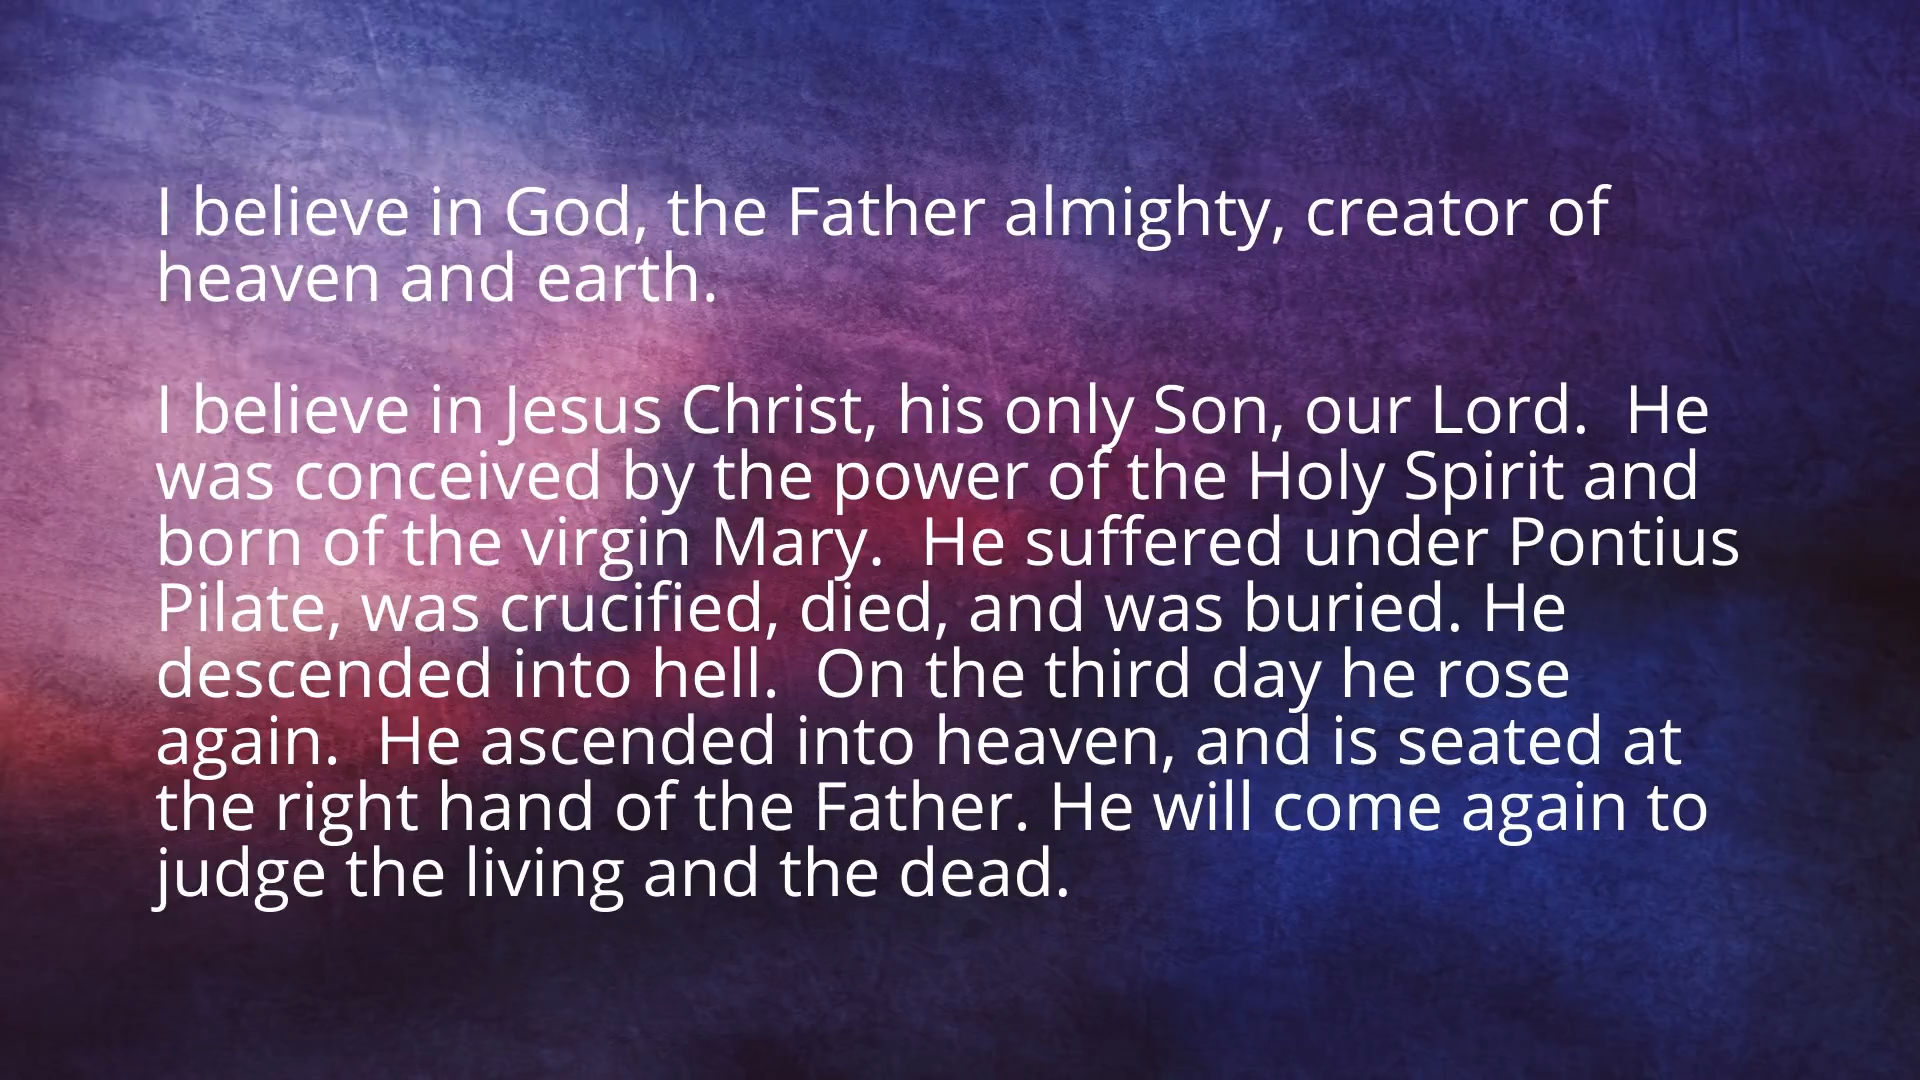 I believe in God, the Father almighty, creator of
heaven and earth.
I believe in Jesus Christ, his only Son, our Lord.  He
was conceived by the power of the Holy Spirit and
born of the virgin Mary.  He suffered under Pontius
Pilate, was crucified, died, and was buried. He
descended into hell.  On the third day he rose
again.  He ascended into heaven, and is seated at
the right hand of the Father. He will come again to
judge the living and the dead.